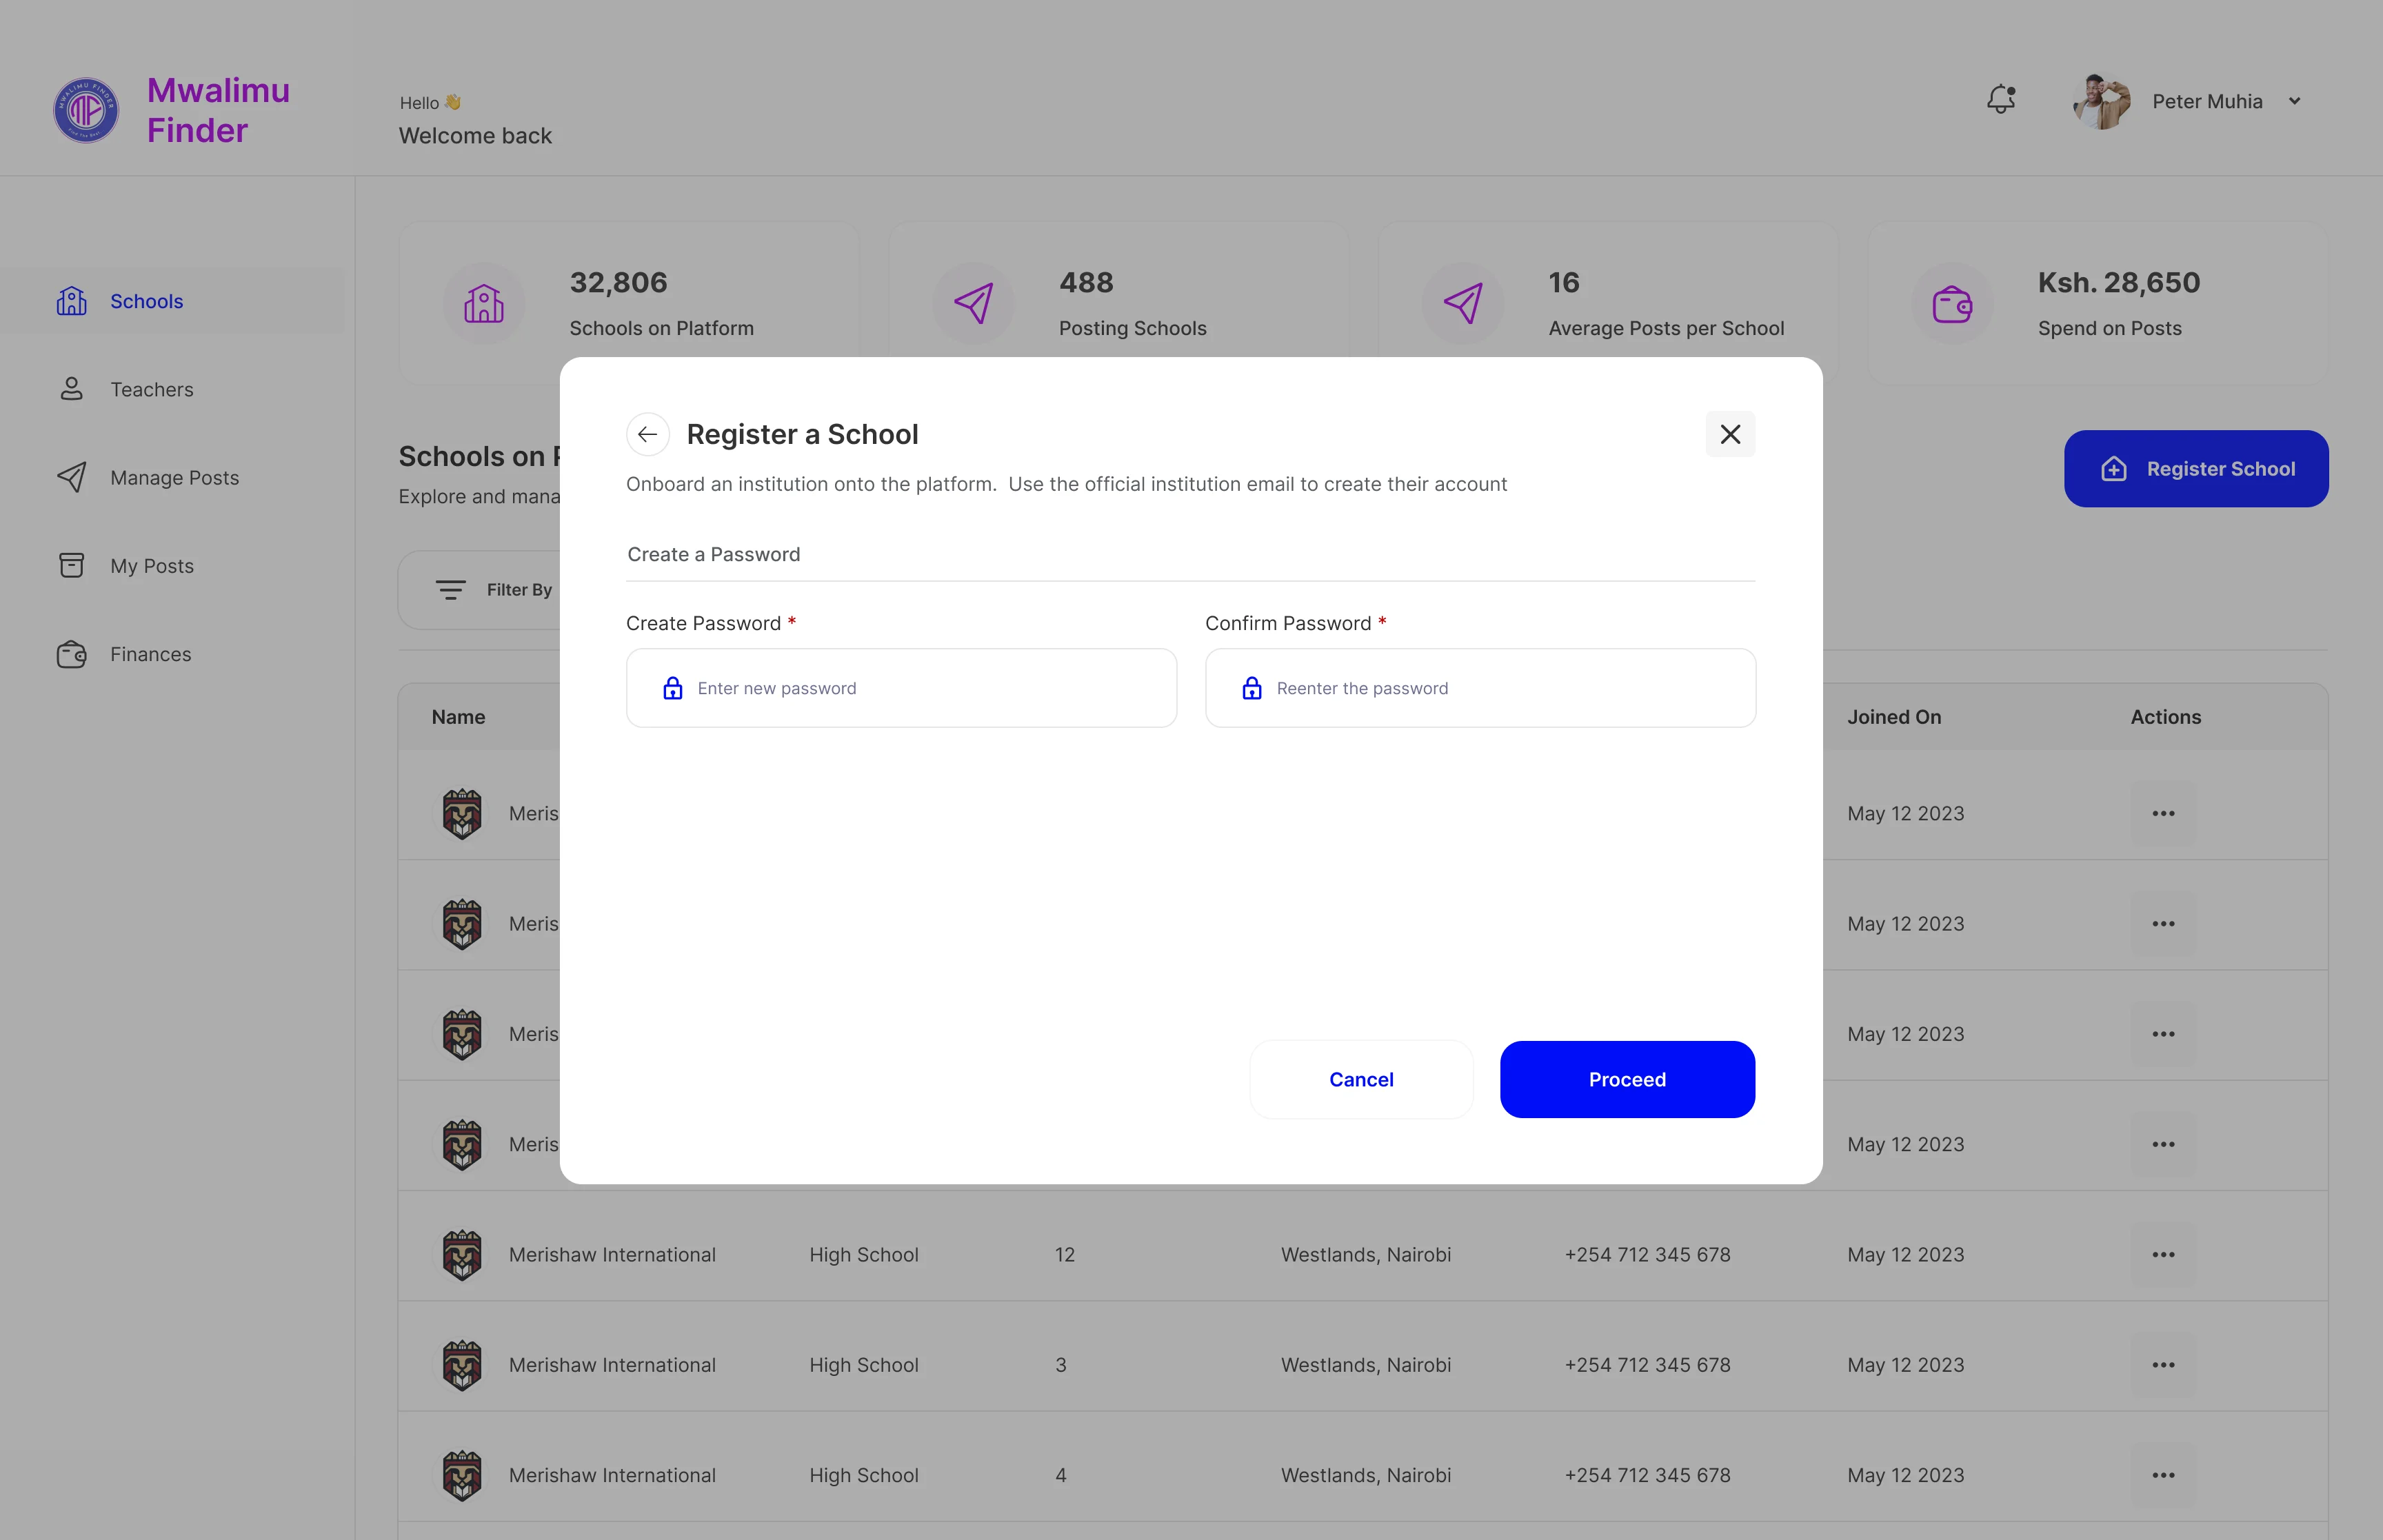 Mwalimu
Finder
Hello 👋
Welcome back
Peter Muhia
Schools
Teachers
Manage Posts
My Posts
Finances
32,806
Schools on Platform
488
Posting Schools
16
Average Posts per School
Ksh. 28,650
Spend on Posts
Schools on
Explore and mana
Register School
Filter By
Register a School
Onboard an institution onto the platform. Use the official institution email to create their account
Create a Password
Create Password *
Confirm Password *
Enter new password
Reenter the password
Cancel
Proceed
Name
Joined On
Actions
Meris
May 12 2023
Meris
May 12 2023
Meris
May 12 2023
Meris
May 12 2023
Merishaw International High School 12 Westlands, Nairobi +254 712 345 678 May 12 2023
Merishaw International High School 3 Westlands, Nairobi +254 712 345 678 May 12 2023
Merishaw International High School 4 Westlands, Nairobi +254 712 345 678 May 12 2023